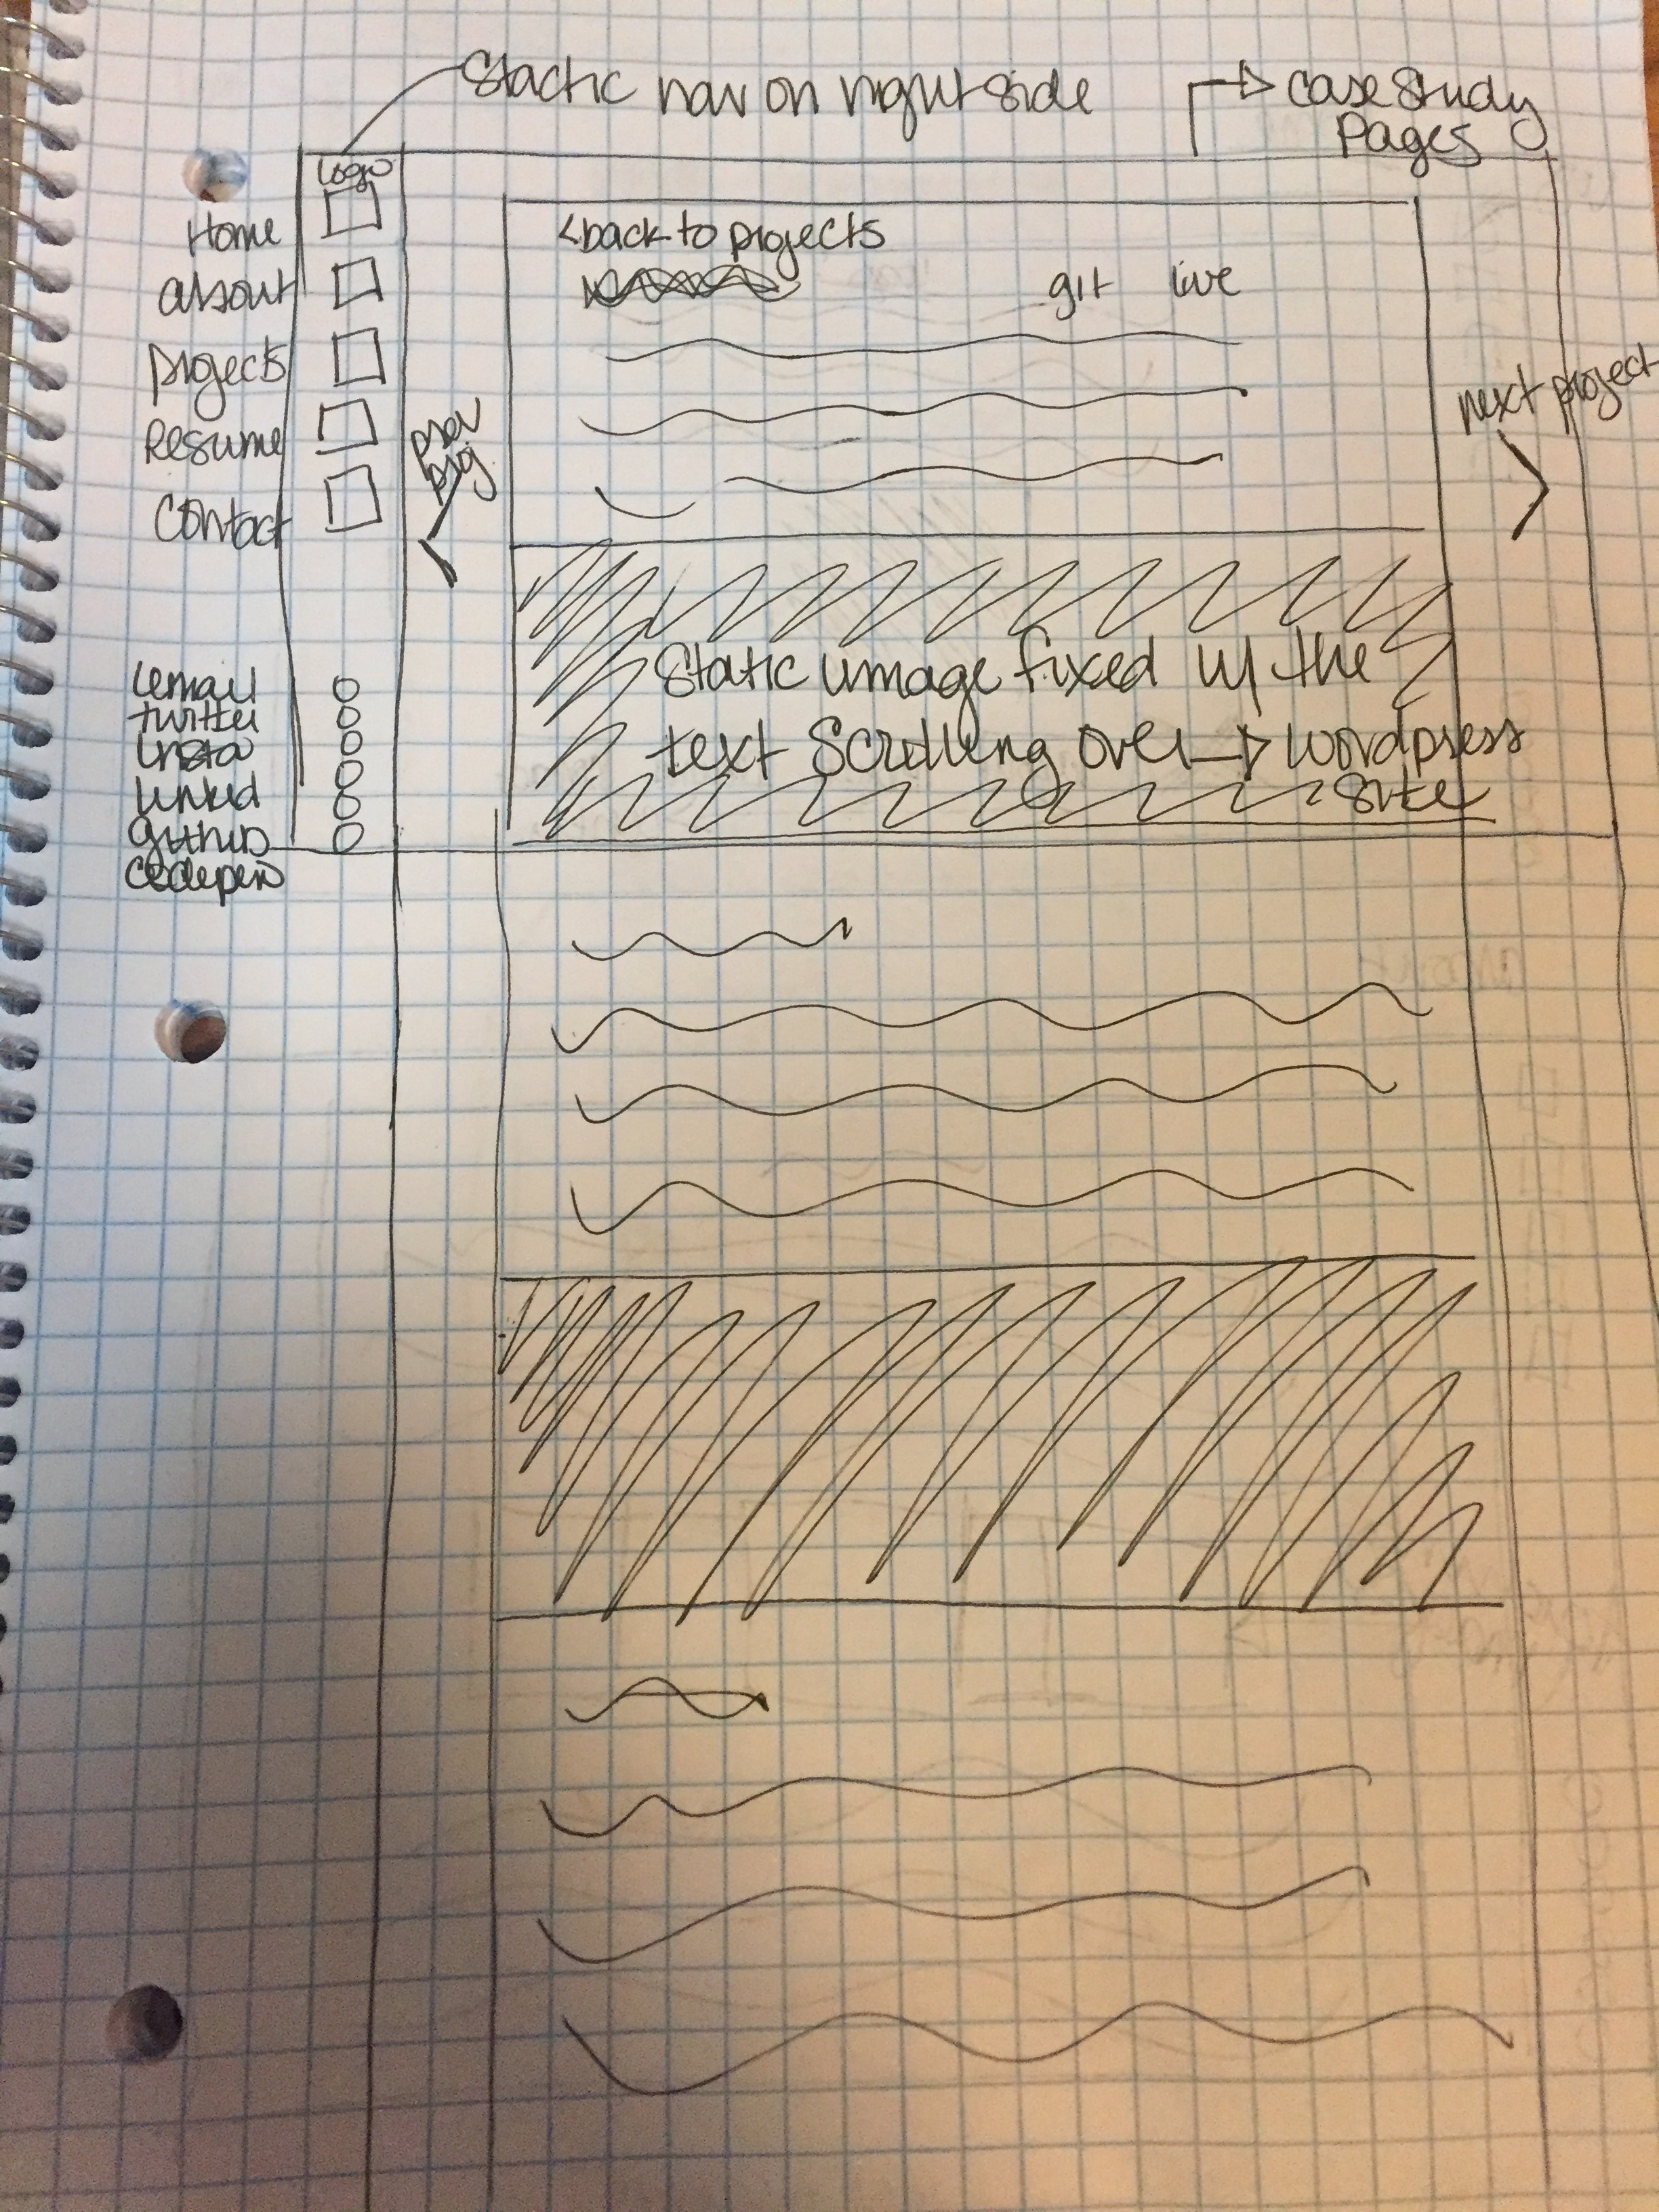 Stactic nav on right side
Case Study
Pages
Logo
Home
About
projects
Resume
Contact
prev
proj
<back to projects
git live
next project
Static image fixed w/ the
text Scrolling over → wordpress
site
email
twitter
insta
linked
github
codepen